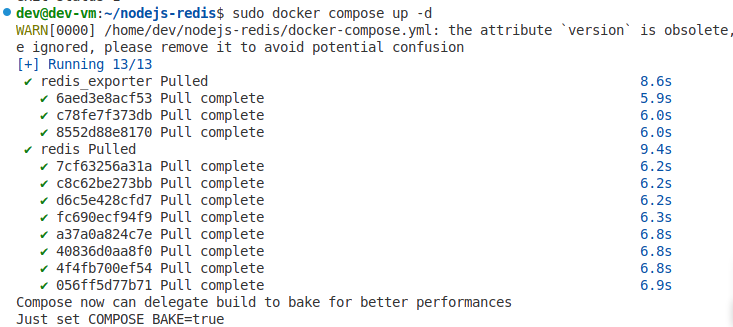 dev@dev-vm:~/nodejs-redis$ sudo docker compose up -d
WARN[0000] /home/dev/nodejs-redis/docker-compose.yml: the attribute `version` is obsolete,
e ignored, please remove it to avoid potential confusion
[+] Running 13/13
✔ redis_exporter Pulled 8.6s
✔ 6aed3e8acf53 Pull complete 5.9s
✔ c78fe7f373db Pull complete 6.0s
✔ 8552d88e8170 Pull complete 6.0s
✔ redis Pulled 9.4s
✔ 7cf63256a31a Pull complete 6.2s
✔ c8c62be273bb Pull complete 6.2s
✔ d6c5e428cfd7 Pull complete 6.2s
✔ fc690ecf94f9 Pull complete 6.3s
✔ a37a0a824c7e Pull complete 6.8s
✔ 40836d0aa8f0 Pull complete 6.8s
✔ 4f4fb700ef54 Pull complete 6.8s
✔ 056ff5d77b71 Pull complete 6.9s
Compose now can delegate build to bake for better performances
Just set COMPOSE_BAKE=true